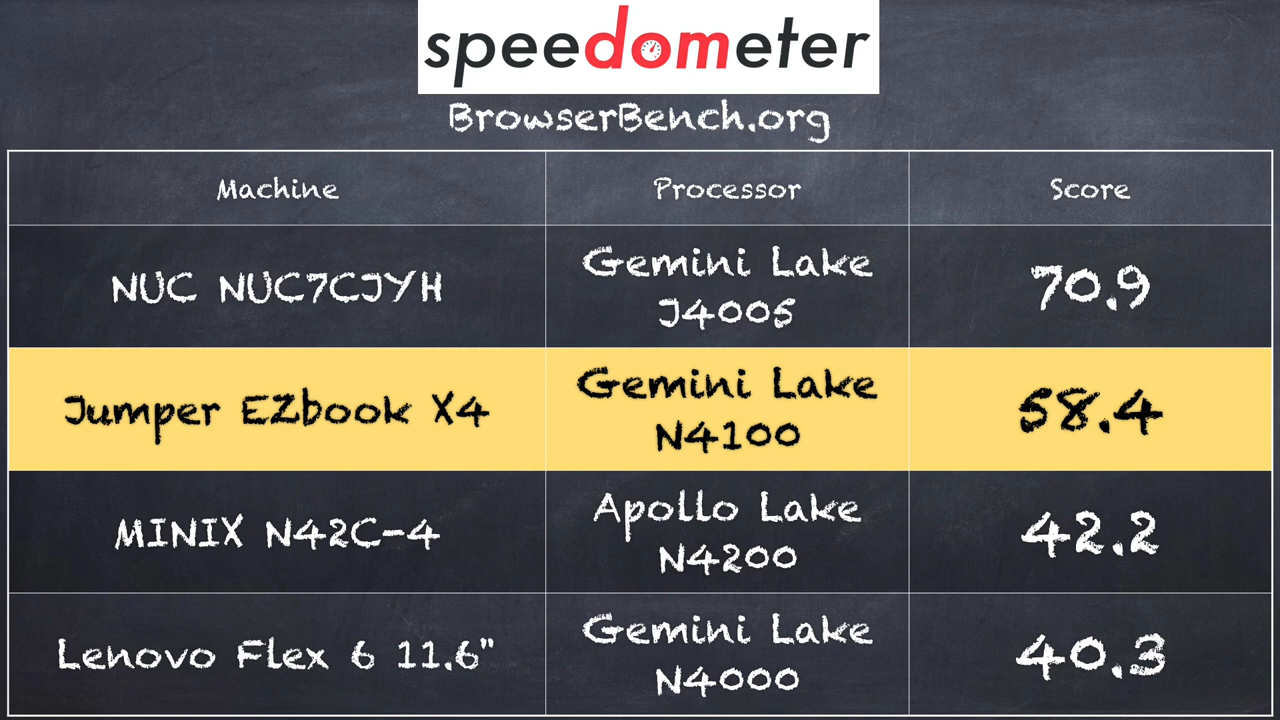 speedometer
BrowserBench.org
Machine Processor Score
NUC NUC7CJYH Gemini Lake J4005 70.9
Jumper EZbook X4 Gemini Lake N4100 58.4
MINIX N42C-4 Apollo Lake N4200 42.2
Lenovo Flex 6 11.6" Gemini Lake N4000 40.3